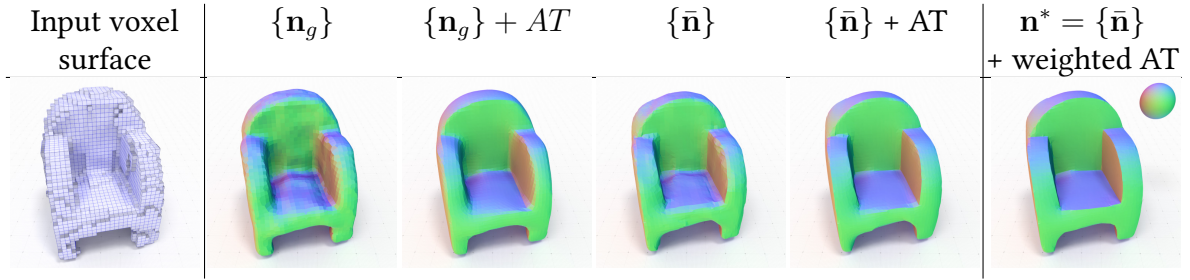 Input voxel surface
{n_g}
{n_g} + AT
{n̄}
{n̄} + AT
n* = {n̄}
+ weighted AT